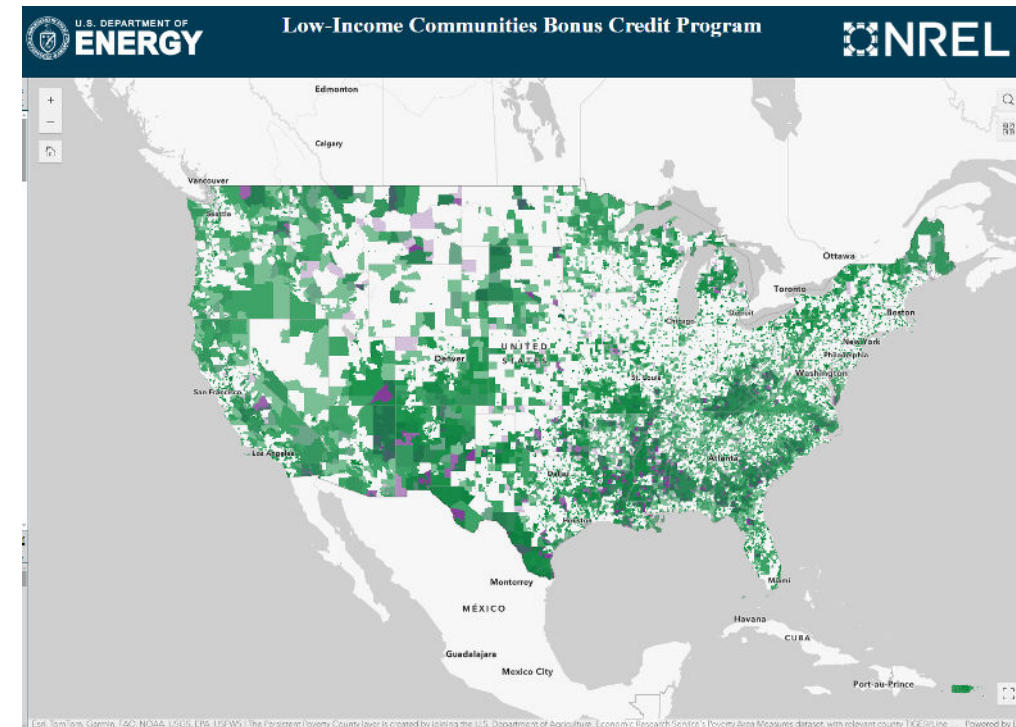 U.S. DEPARTMENT OF
ENERGY
Low-Income Communities Bonus Credit Program
NREL
+
−
Edmonton
Calgary
Vancouver
Seattle
Ottawa
Toronto
Detroit
Boston
Chicago
New York
Philadelphia
UNITED
STATES
Denver
Washington
St. Louis
San Francisco
Los Angeles
Atlanta
Dallas
Houston
Monterrey
Miami
MÉXICO
Havana
CUBA
Guadalajara
Mexico City
Port-au-Prince
Esri, TomTom, Garmin, FAO, NOAA, USGS, EPA, USFWS | The Persistent Poverty County layer is created by joining the U.S. Department of Agriculture, Economic Research Service's Poverty Area Measures dataset, with relevant county TIGER/Line
Powered by